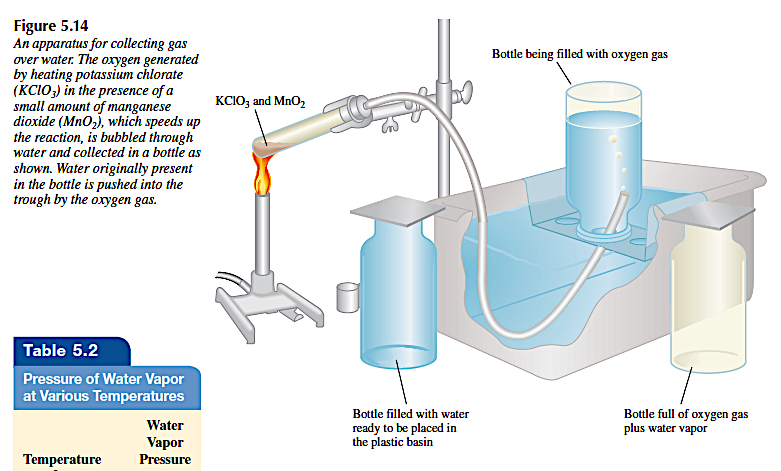 Figure 5.14
An apparatus for collecting gas
over water. The oxygen generated
by heating potassium chlorate
(KClO3) in the presence of a
small amount of manganese
dioxide (MnO2), which speeds up
the reaction, is bubbled through
water and collected in a bottle as
shown. Water originally present
in the bottle is pushed into the
trough by the oxygen gas.
KClO3 and MnO2
Bottle being filled with oxygen gas
Bottle filled with water
ready to be placed in
the plastic basin
Bottle full of oxygen gas
plus water vapor
Table 5.2
Pressure of Water Vapor
at Various Temperatures
Water
Vapor
Temperature Pressure